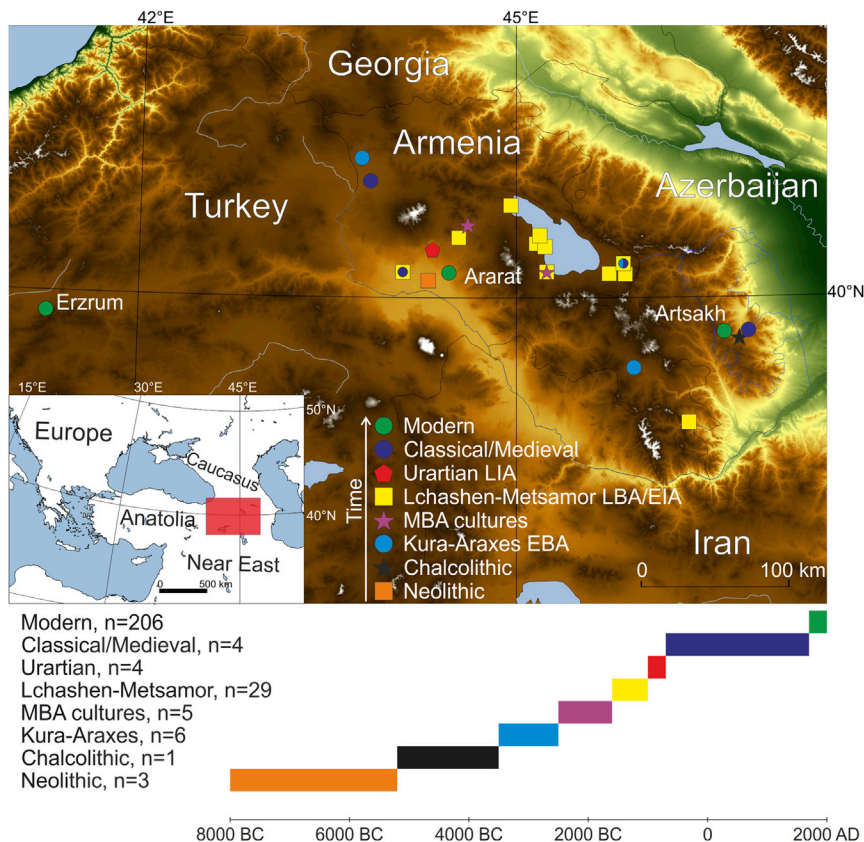 42°E
45°E
Georgia
Armenia
Azerbaijan
Turkey
Ararat
40°N
Erzrum
Artsakh
15°E
30°E
45°E
50°N
Europe
Caucasus
Anatolia
40°N
Near East
500 km
Time
Modern
Classical/Medieval
Urartian LIA
Lchashen-Metsamor LBA/EIA
MBA cultures
Kura-Araxes EBA
Chalcolithic
Neolithic
Iran
0 100 km
Modern, n=206
Classical/Medieval, n=4
Urartian, n=4
Lchashen-Metsamor, n=29
MBA cultures, n=5
Kura-Araxes, n=6
Chalcolithic, n=1
Neolithic, n=3
8000 BC 6000 BC 4000 BC 2000 BC 0 2000 AD